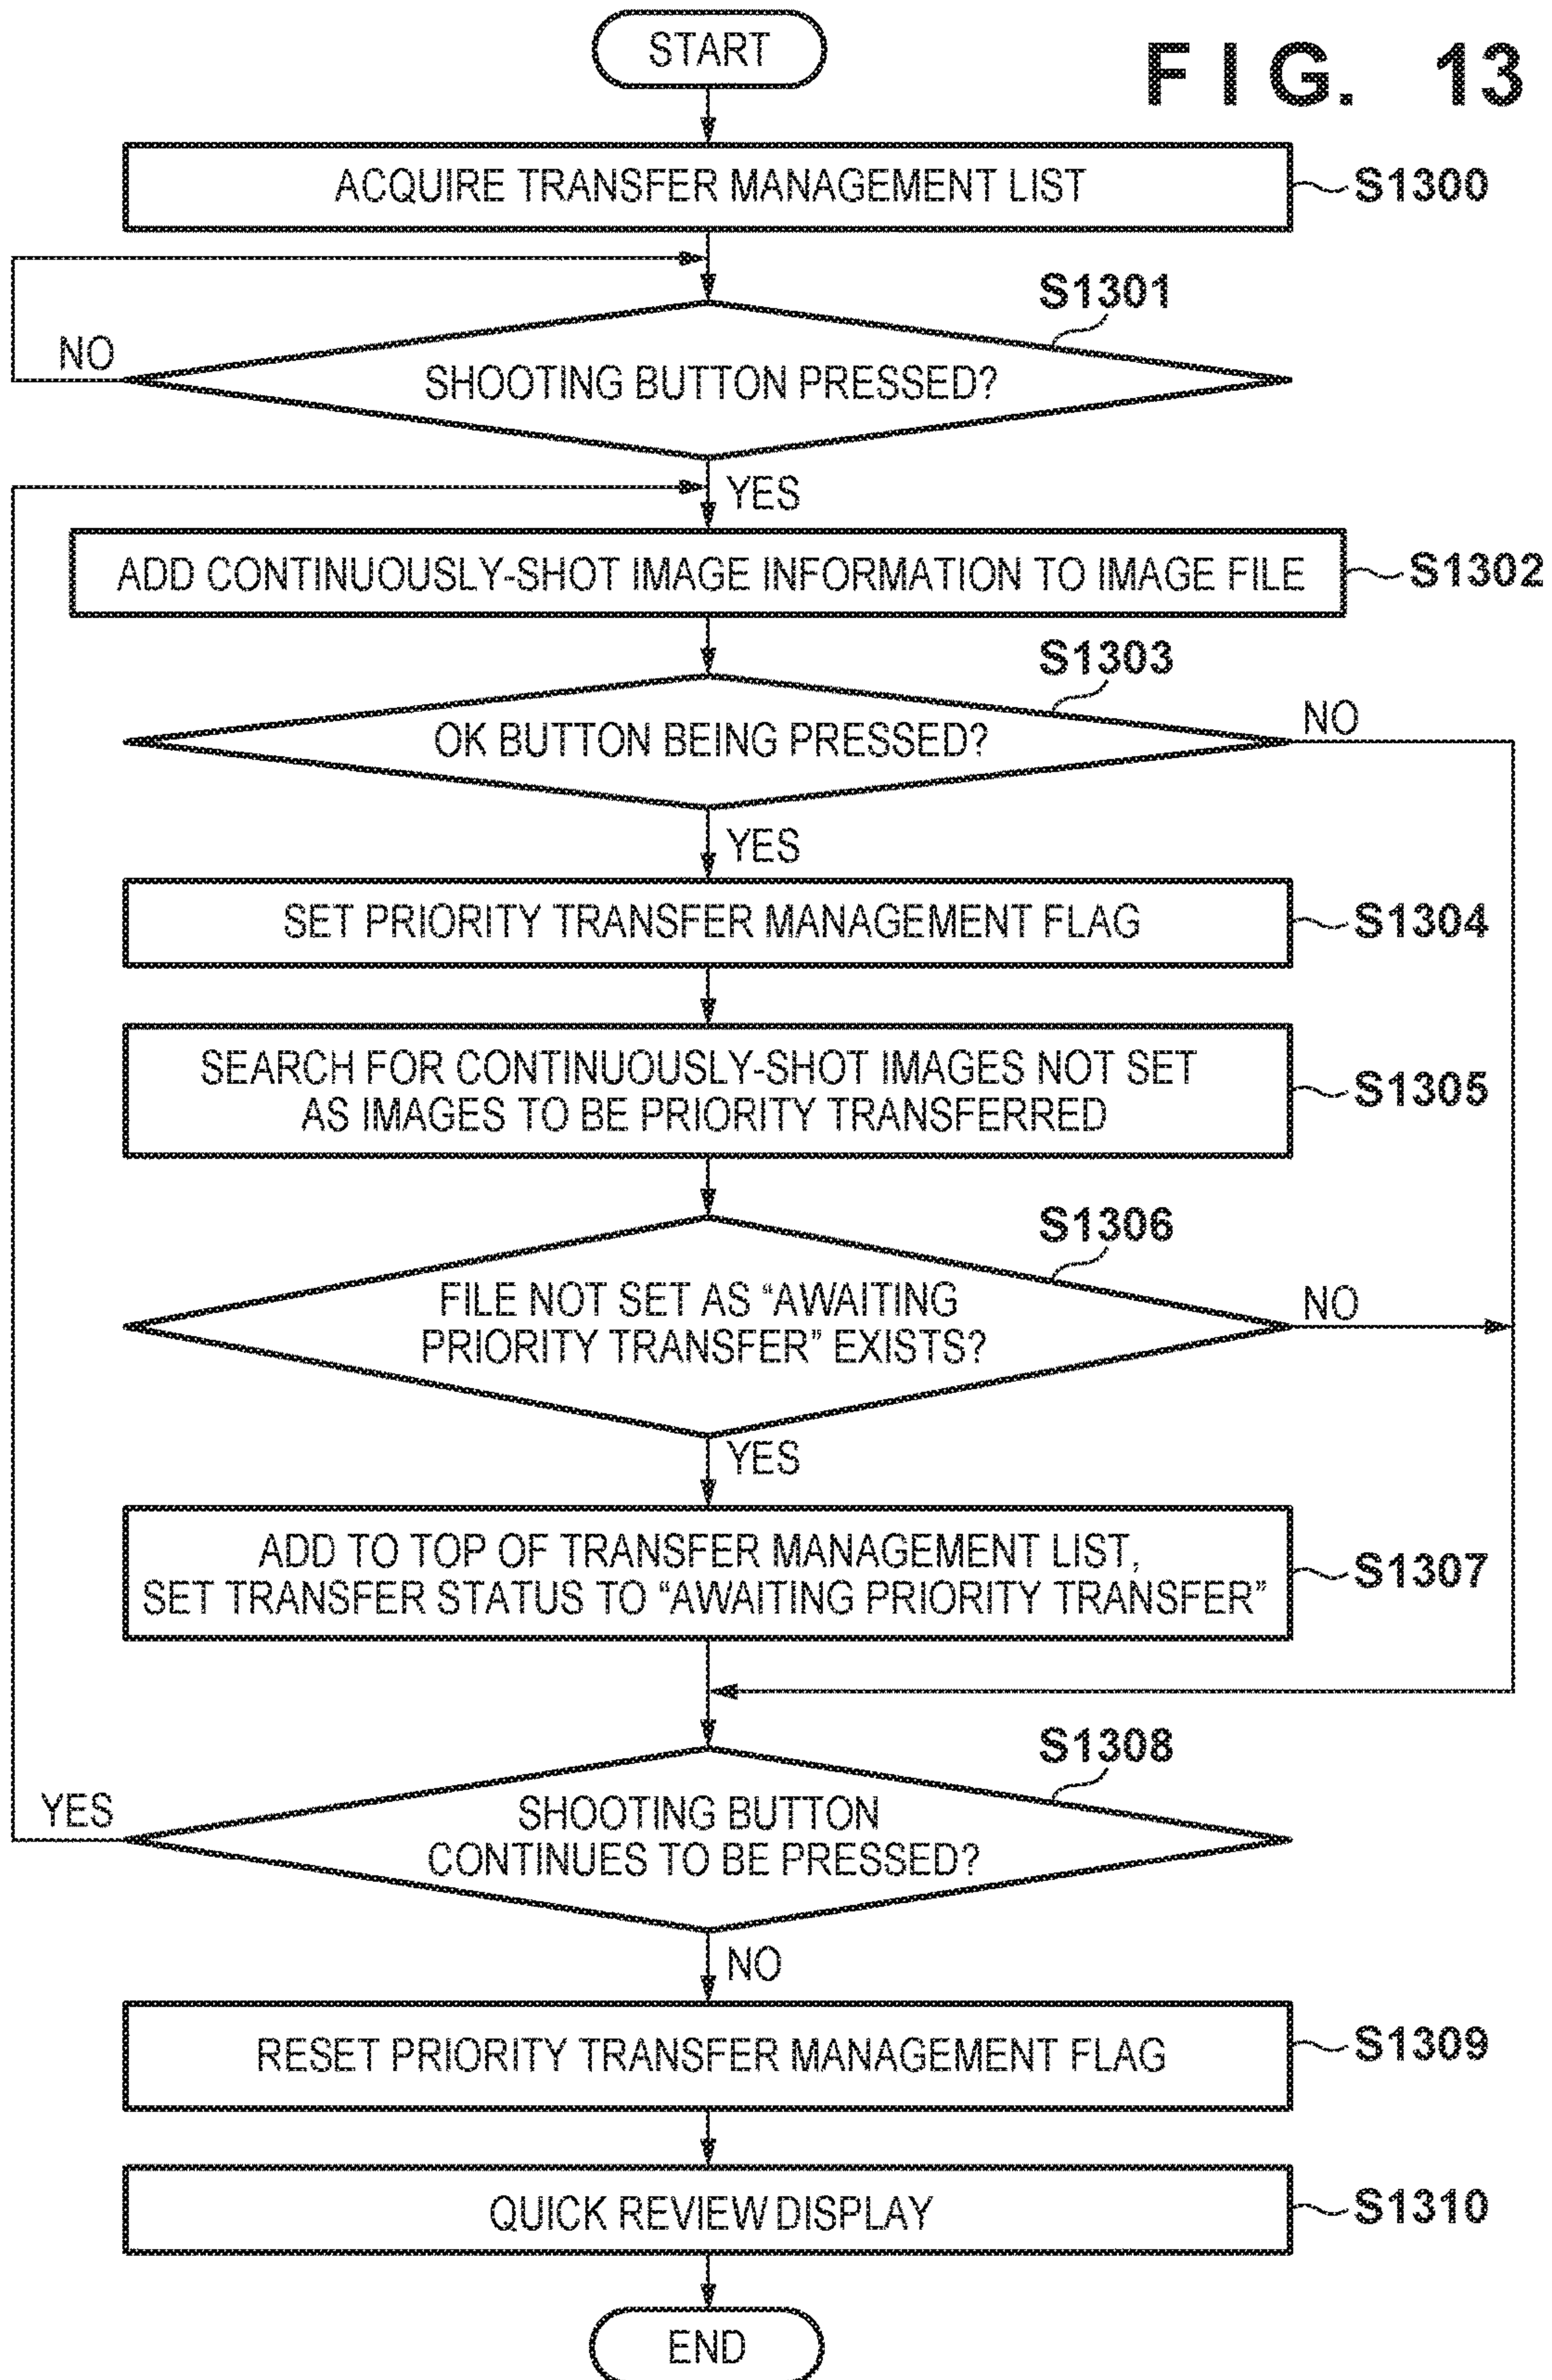 START
FIG. 13
ACQUIRE TRANSFER MANAGEMENT LIST
S1300
S1301
NO
SHOOTING BUTTON PRESSED?
YES
ADD CONTINUOUSLY-SHOT IMAGE INFORMATION TO IMAGE FILE
S1302
S1303
OK BUTTON BEING PRESSED?
NO
YES
SET PRIORITY TRANSFER MANAGEMENT FLAG
S1304
SEARCH FOR CONTINUOUSLY-SHOT IMAGES NOT SET
AS IMAGES TO BE PRIORITY TRANSFERRED
S1305
S1306
FILE NOT SET AS “AWAITING
PRIORITY TRANSFER” EXISTS?
NO
YES
ADD TO TOP OF TRANSFER MANAGEMENT LIST,
SET TRANSFER STATUS TO “AWAITING PRIORITY TRANSFER”
S1307
S1308
YES
SHOOTING BUTTON
CONTINUES TO BE PRESSED?
NO
RESET PRIORITY TRANSFER MANAGEMENT FLAG
S1309
QUICK REVIEW DISPLAY
S1310
END